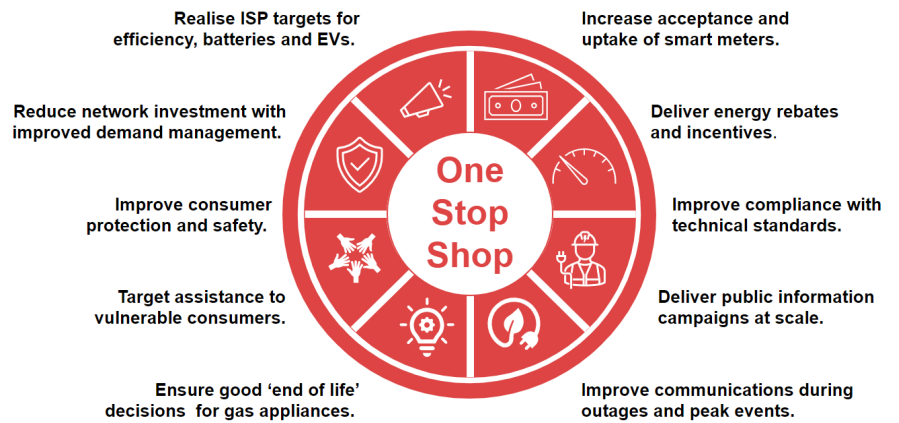 Realise ISP targets for
efficiency, batteries and EVs.
Increase acceptance and
uptake of smart meters.
Reduce network investment with
improved demand management.
Deliver energy rebates
and incentives.
One
Stop
Shop
Improve consumer
protection and safety.
Improve compliance with
technical standards.
Target assistance to
vulnerable consumers.
Deliver public information
campaigns at scale.
Ensure good ‘end of life’
decisions  for gas appliances.
Improve communications during
outages and peak events.